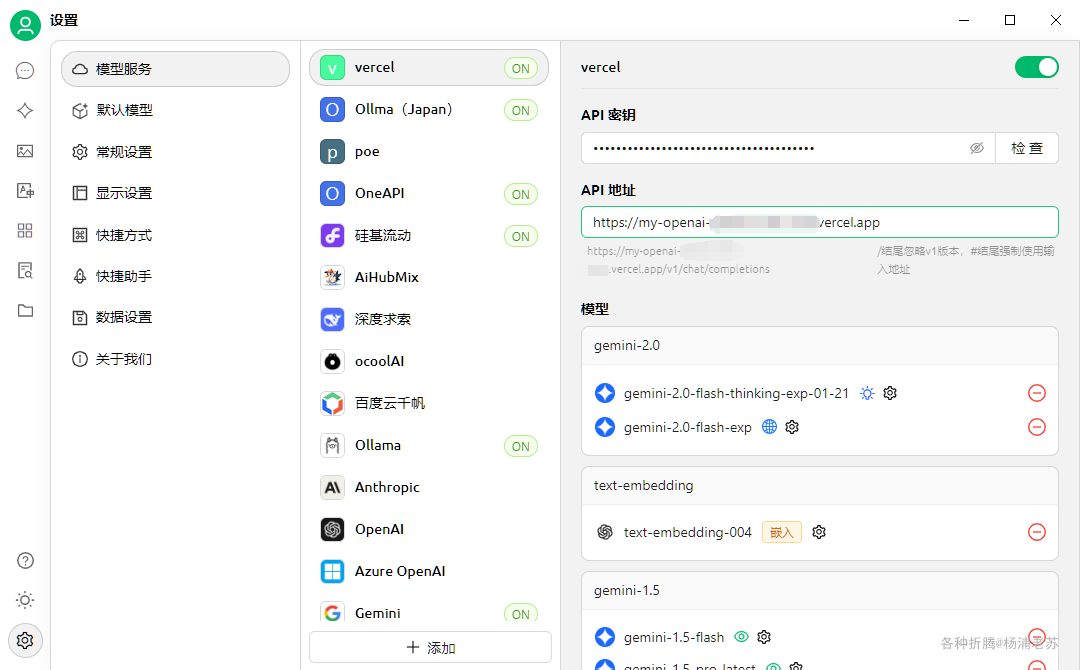 设置
模型服务
默认模型
常规设置
显示设置
快捷方式
快捷助手
数据设置
关于我们
v vercel ON
O Ollma（Japan） ON
p poe
O OneAPI ON
硅基流动 ON
AiHubMix
深度求索
ocoolAI
百度云千帆
Ollama ON
Anthropic
OpenAI
Azure OpenAI
Gemini ON
添加
vercel
API 密钥
检 查
API 地址
https://my-openai- vercel.app
https://my-openai-
.vercel.app/v1/chat/completions
/结尾忽略v1版本，#结尾强制使用输
入地址
模型
gemini-2.0
gemini-2.0-flash-thinking-exp-01-21
gemini-2.0-flash-exp
text-embedding
text-embedding-004 嵌入
gemini-1.5
gemini-1.5-flash
gemini-1.5-pro-latest
各种折腾@杨浦老苏